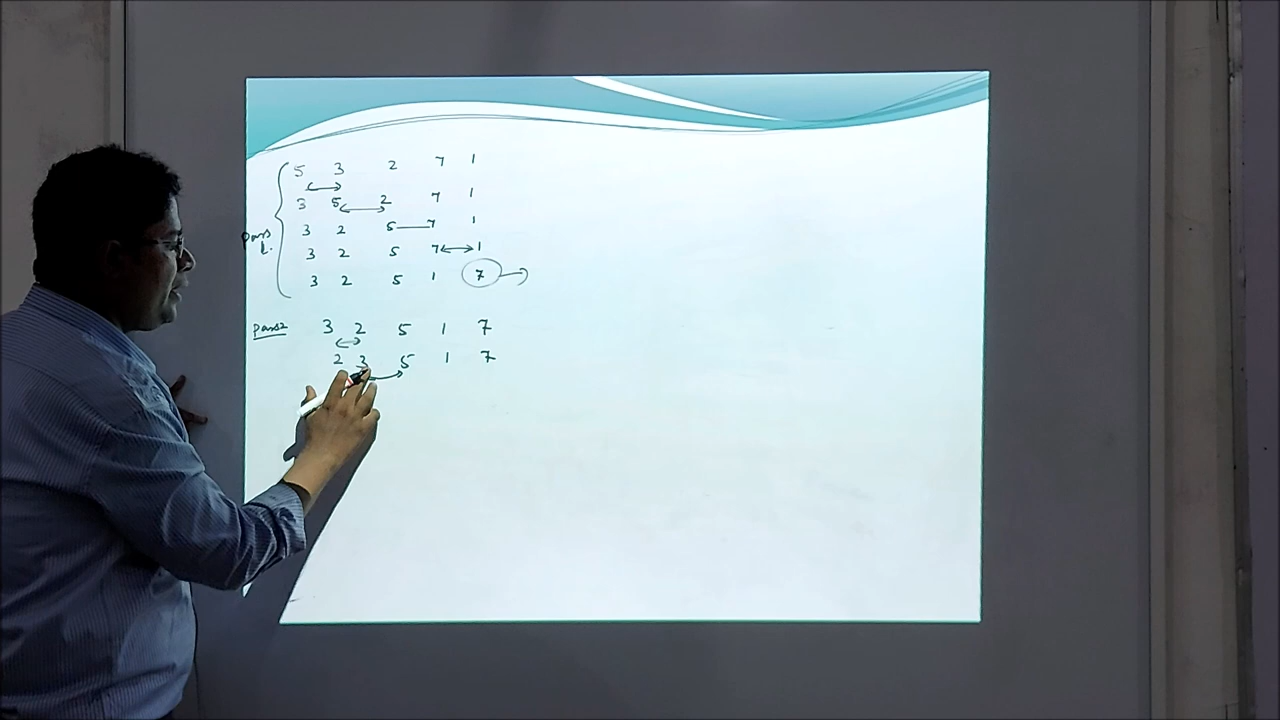 5 3 2 7 1
3 5 2 7 1
3 2 5 7 1
Pass 1.
3 2 5 7 1
3 2 5 1 7
Pass2 3 2 5 1 7
2 3 5 1 7